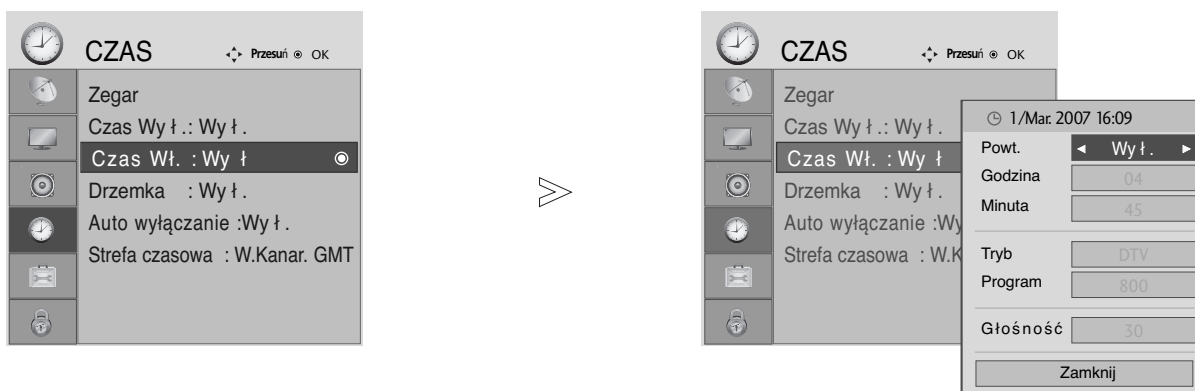 CZAS Przesuń OK
Zegar
Czas Wył.: Wył.
Czas Wł. : Wył
Drzemka : Wył.
Auto wyłączanie :Wył.
Strefa czasowa : W.Kanar. GMT
CZAS Przesuń OK
Zegar
Czas Wył.: Wył.
Czas Wł. : Wył
Drzemka : Wył.
Auto wyłączanie :Wy
Strefa czasowa : W.K
1/Mar. 2007 16:09
Powt. ◄ Wył. ►
Godzina 04
Minuta 45
Tryb DTV
Program 800
Głośność 30
Zamknij